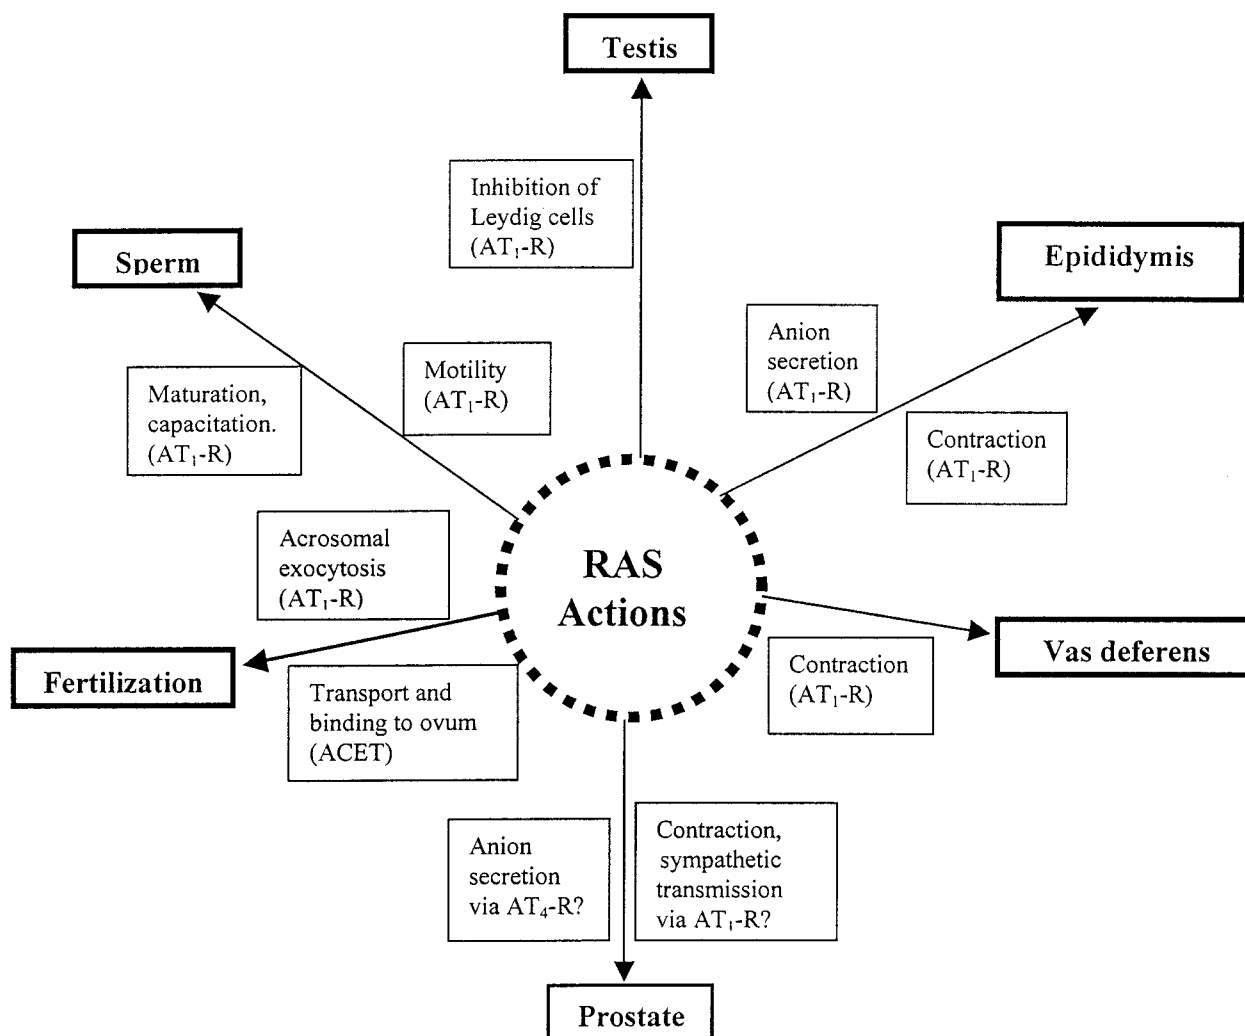 Testis
Inhibition of
Leydig cells
(AT₁-R)
Sperm
Epididymis
Anion
secretion
(AT₁-R)
Motility
(AT₁-R)
Maturation,
capacitation.
(AT₁-R)
Contraction
(AT₁-R)
Acrosomal
exocytosis
(AT₁-R)
RAS
Actions
Fertilization
Vas deferens
Contraction
(AT₁-R)
Transport and
binding to ovum
(ACET)
Anion
secretion
via AT₄-R?
Contraction,
sympathetic
transmission
via AT₁-R?
Prostate